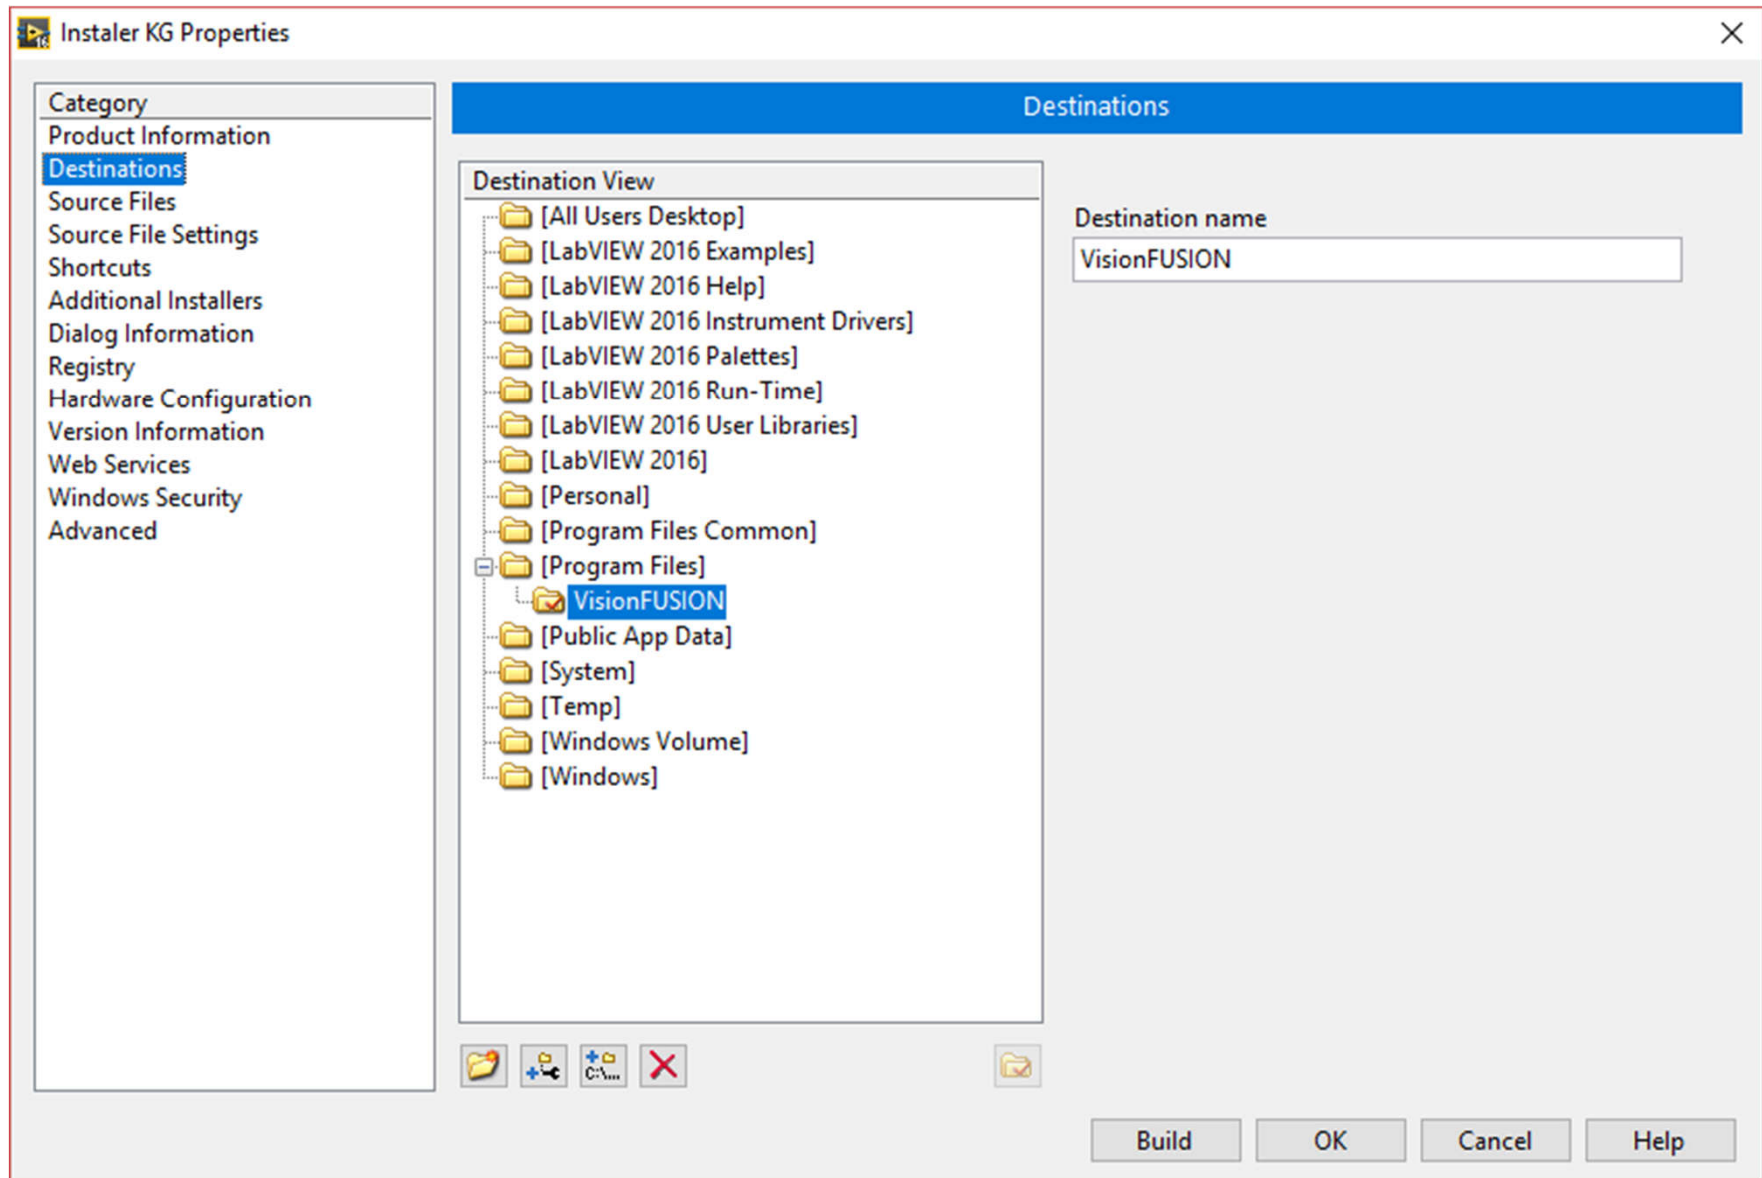 Instaler KG Properties
Category
Product Information
Destinations
Source Files
Source File Settings
Shortcuts
Additional Installers
Dialog Information
Registry
Hardware Configuration
Version Information
Web Services
Windows Security
Advanced
Destinations
Destination View
[All Users Desktop]
[LabVIEW 2016 Examples]
[LabVIEW 2016 Help]
[LabVIEW 2016 Instrument Drivers]
[LabVIEW 2016 Palettes]
[LabVIEW 2016 Run-Time]
[LabVIEW 2016 User Libraries]
[LabVIEW 2016]
[Personal]
[Program Files Common]
[Program Files]
VisionFUSION
[Public App Data]
[System]
[Temp]
[Windows Volume]
[Windows]
Destination name
VisionFUSION
C:\...
Build
OK
Cancel
Help